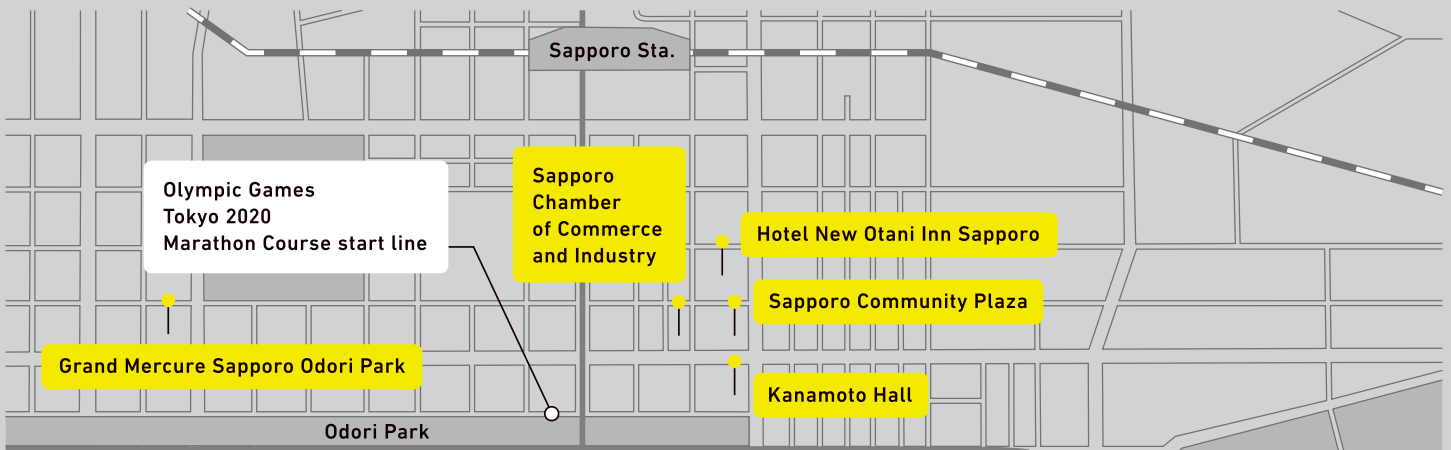 Sapporo Sta.
Olympic Games
Tokyo 2020
Marathon Course start line
Sapporo
Chamber
of Commerce
and Industry
Hotel New Otani Inn Sapporo
Sapporo Community Plaza
Grand Mercure Sapporo Odori Park
Kanamoto Hall
Odori Park